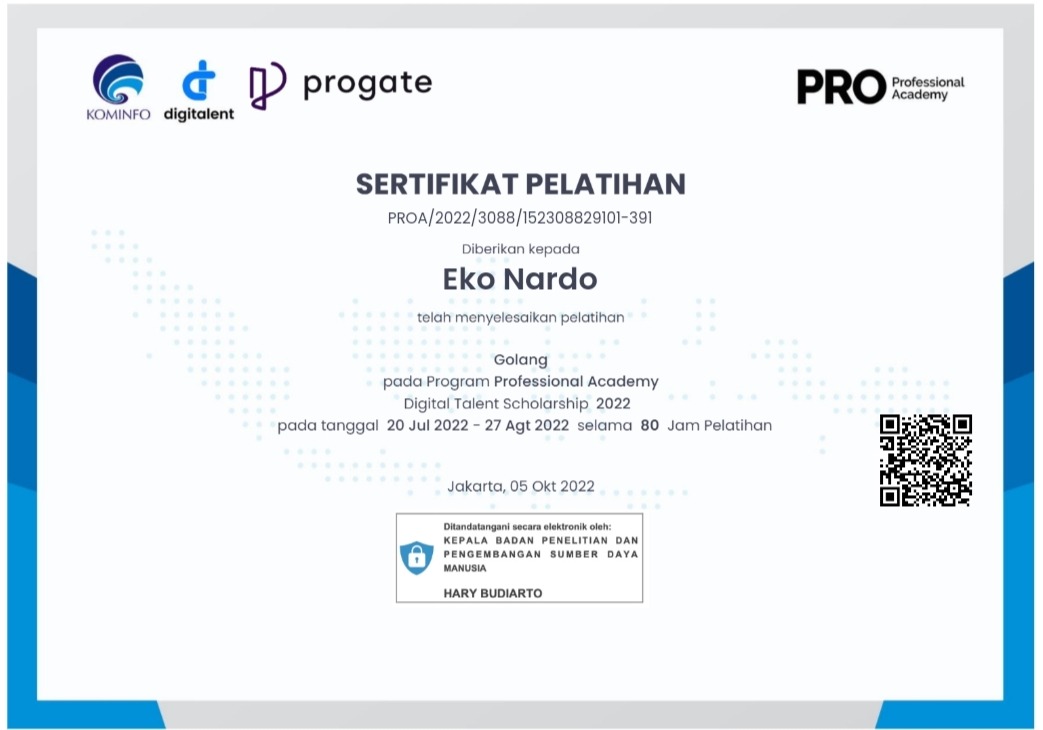 KOMINFO
digitalent
progate
PRO Professional Academy
SERTIFIKAT PELATIHAN
PROA/2022/3088/152308829101-391
Diberikan kepada
Eko Nardo
telah menyelesaikan pelatihan
Golang
pada Program Professional Academy
Digital Talent Scholarship 2022
pada tanggal 20 Jul 2022 - 27 Agt 2022 selama 80 Jam Pelatihan
Jakarta, 05 Okt 2022
Ditandatangani secara elektronik oleh:
KEPALA BADAN PENELITIAN DAN
PENGEMBANGAN SUMBER DAYA
MANUSIA
HARY BUDIARTO